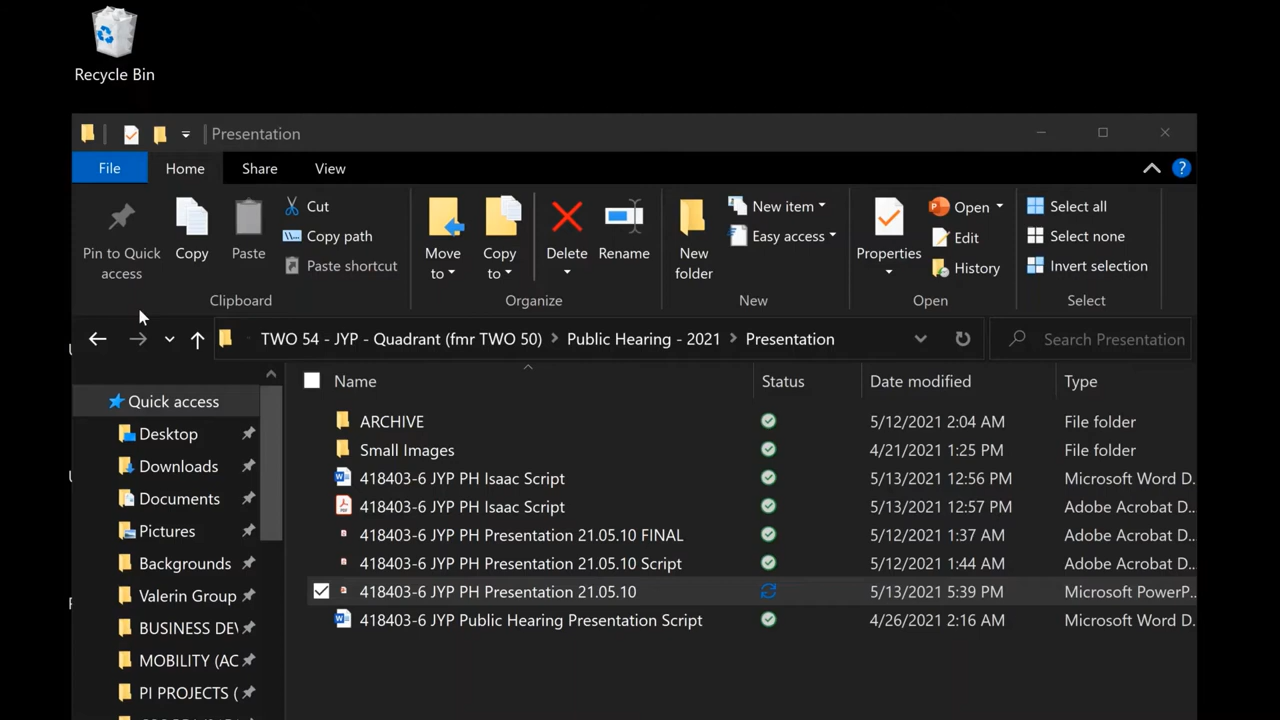 Recycle Bin
Presentation
File Home Share View
Pin to Quick access
Copy
Paste
Cut
Copy path
Paste shortcut
Clipboard
Move to
Copy to
Delete
Rename
Organize
New folder
New item
Easy access
New
Properties
Open
Edit
History
Open
Select all
Select none
Invert selection
Select
TWO 54 - JYP - Quadrant (fmr TWO 50) > Public Hearing - 2021 > Presentation
Search Presentation
Quick access
Desktop
Downloads
Documents
Pictures
Backgrounds
Valerin Group
BUSINESS DEV
MOBILITY (AC
PI PROJECTS (
Name Status Date modified Type
ARCHIVE 5/12/2021 2:04 AM File folder
Small Images 4/21/2021 1:25 PM File folder
418403-6 JYP PH Isaac Script 5/13/2021 12:56 PM Microsoft Word D...
418403-6 JYP PH Isaac Script 5/13/2021 12:57 PM Adobe Acrobat D...
418403-6 JYP PH Presentation 21.05.10 FINAL 5/12/2021 1:37 AM Adobe Acrobat D...
418403-6 JYP PH Presentation 21.05.10 Script 5/12/2021 1:44 AM Adobe Acrobat D...
418403-6 JYP PH Presentation 21.05.10 5/13/2021 5:39 PM Microsoft PowerP...
418403-6 JYP Public Hearing Presentation Script 4/26/2021 2:16 AM Microsoft Word D...